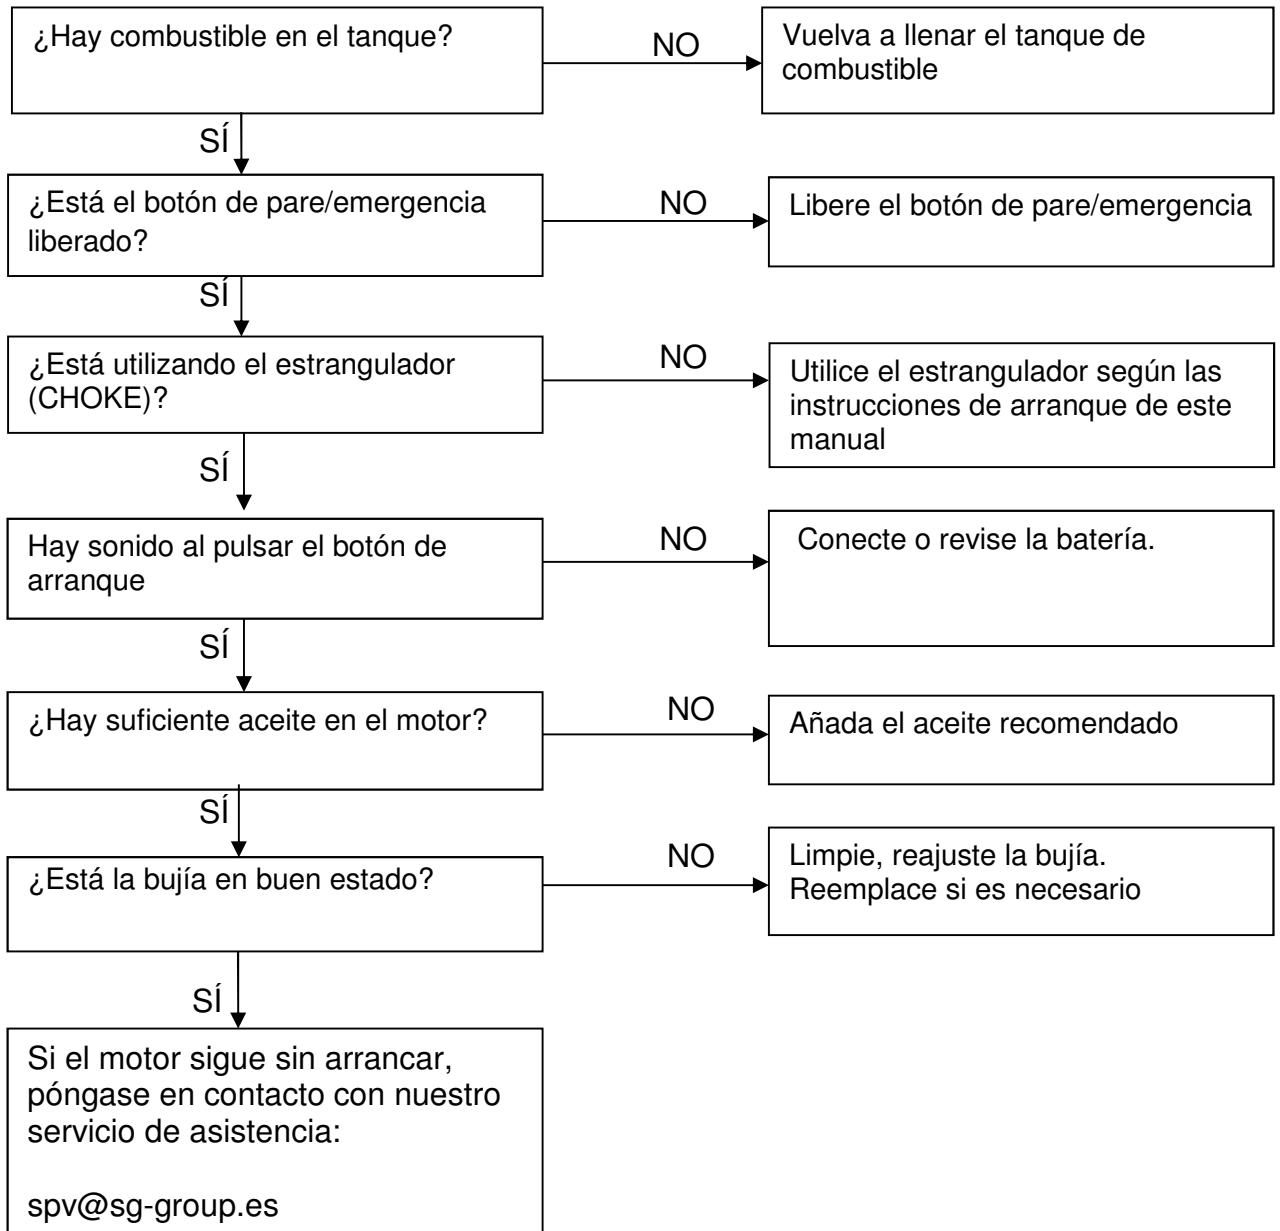 ¿Hay combustible en el tanque?
NO
Vuelva a llenar el tanque de
combustible
SÍ
¿Está el botón de pare/emergencia
liberado?
NO
Libere el botón de pare/emergencia
SÍ
¿Está utilizando el estrangulador
(CHOKE)?
NO
Utilice el estrangulador según las
instrucciones de arranque de este
manual
SÍ
Hay sonido al pulsar el botón de
arranque
NO
Conecte o revise la batería.
SÍ
¿Hay suficiente aceite en el motor?
NO
Añada el aceite recomendado
SÍ
¿Está la bujía en buen estado?
NO
Limpie, reajuste la bujía.
Reemplace si es necesario
SÍ
Si el motor sigue sin arrancar,
póngase en contacto con nuestro
servicio de asistencia:
spv@sg-group.es